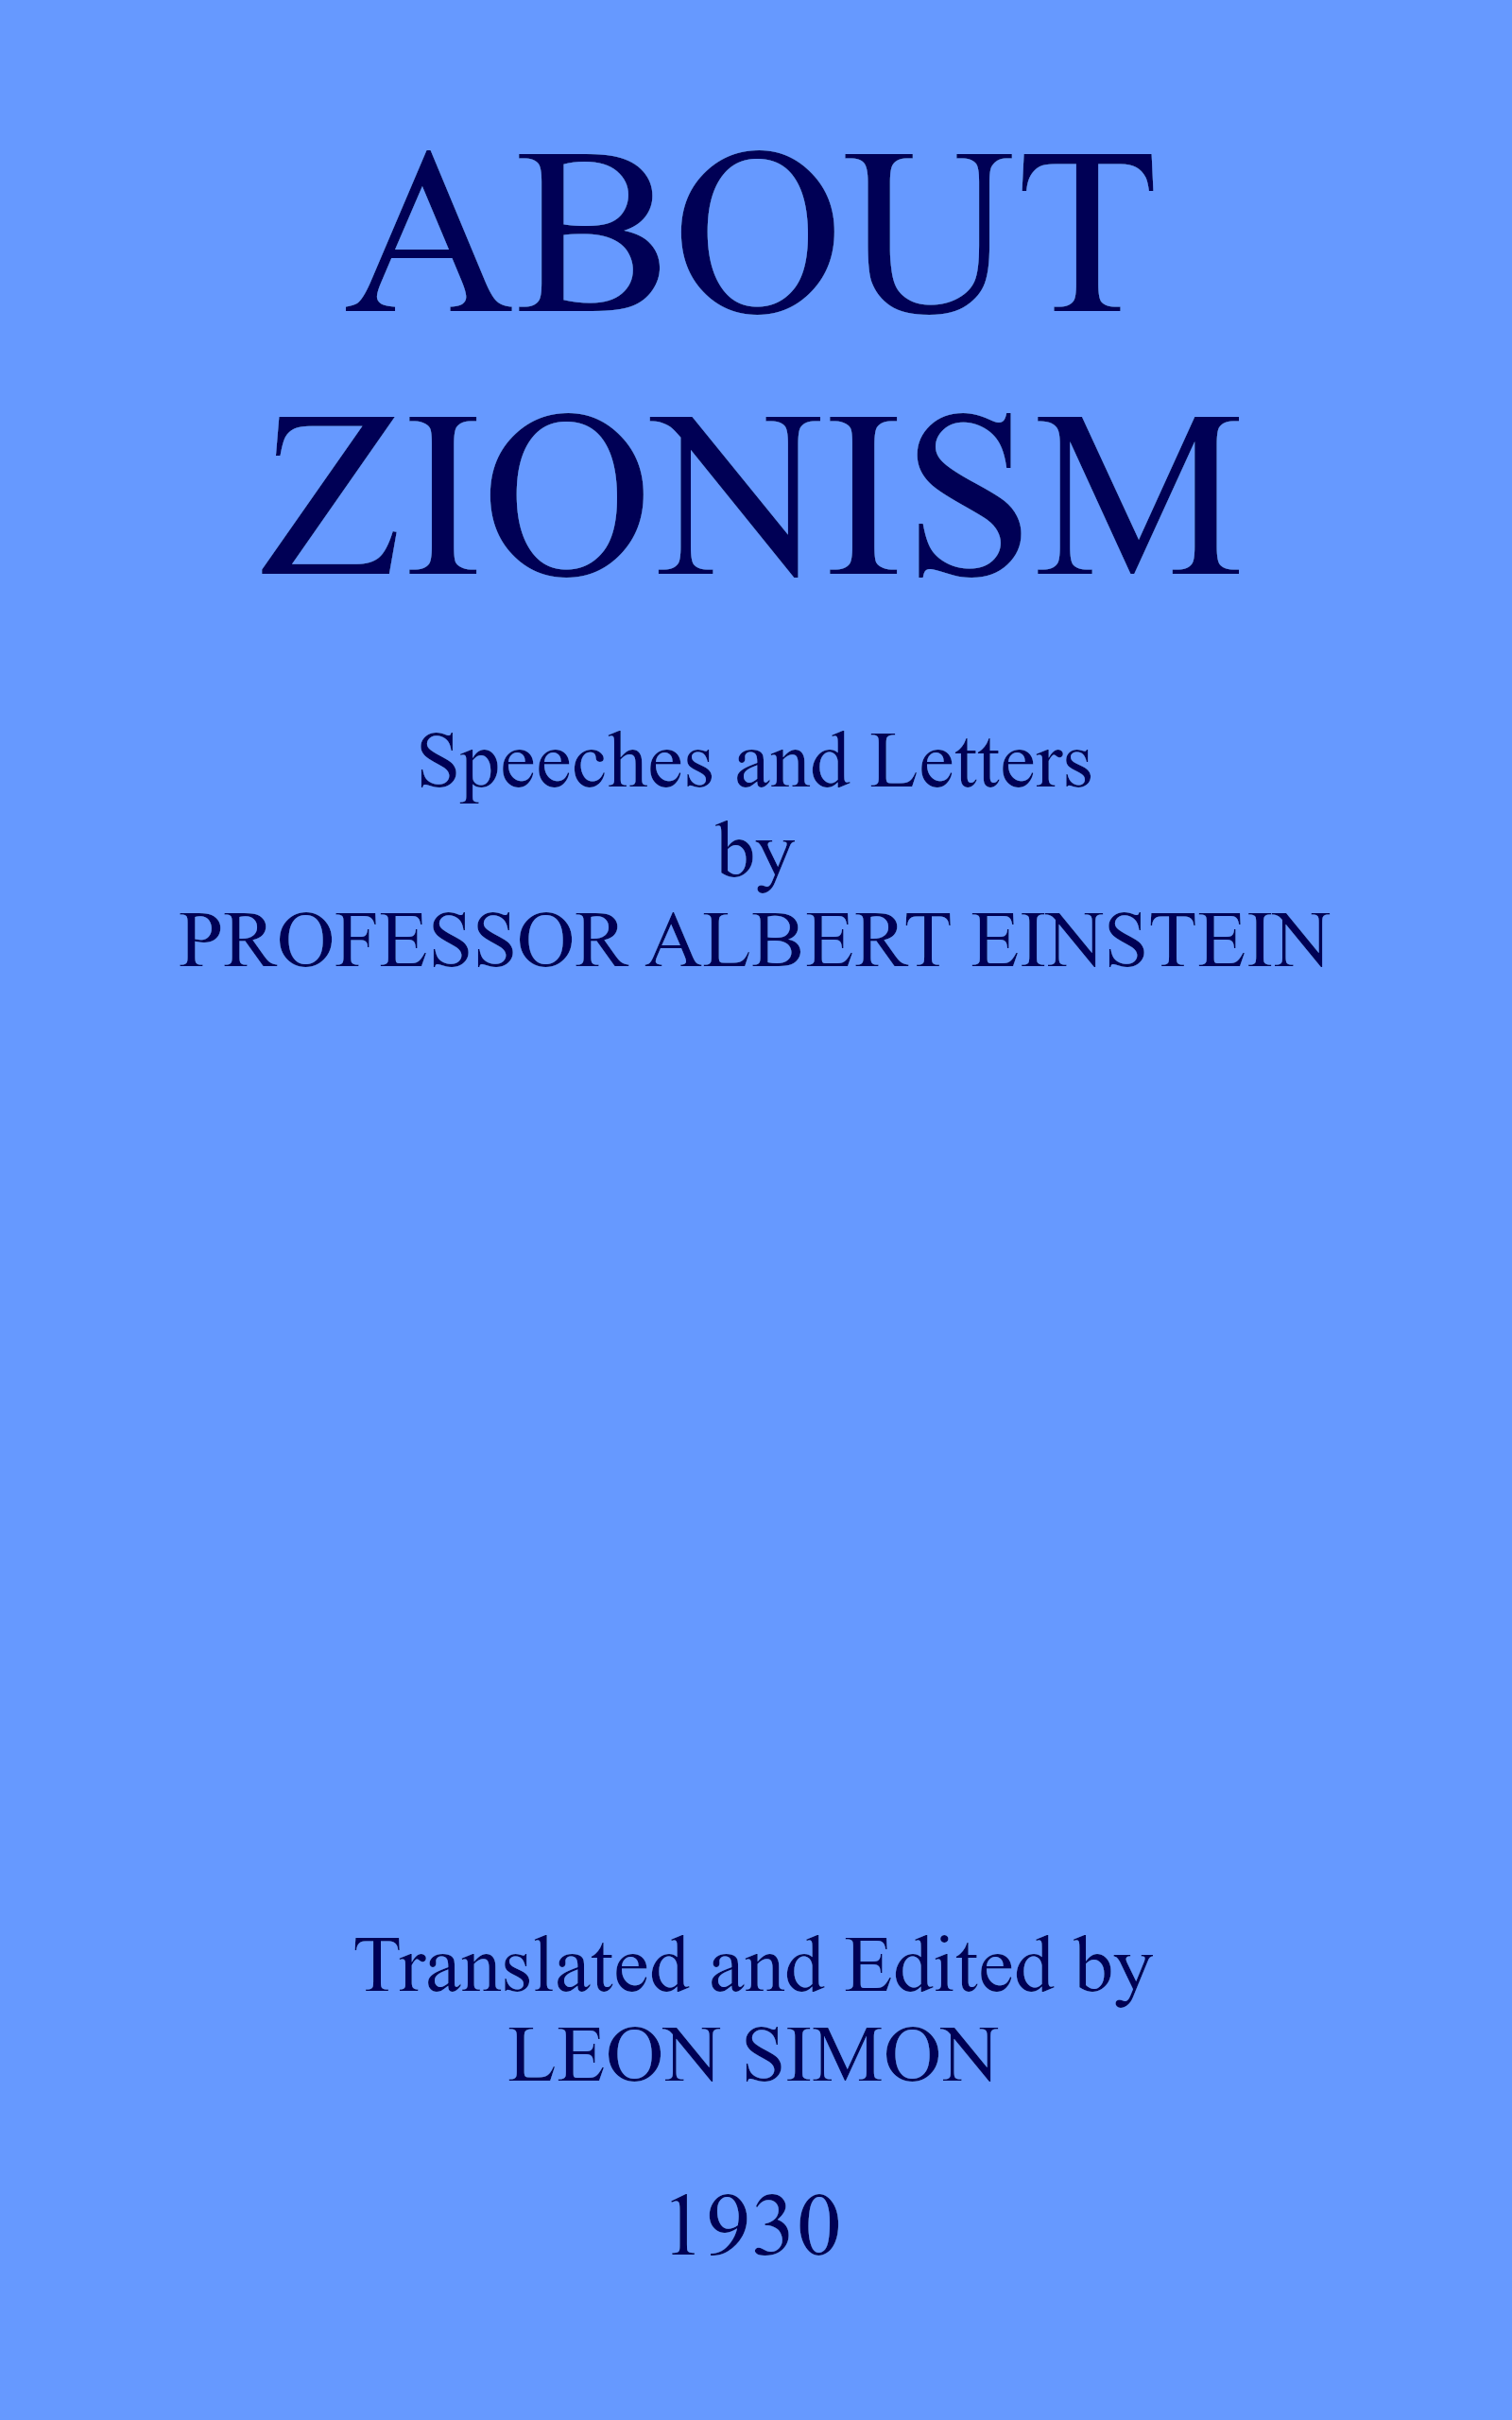 ABOUT
ZIONISM
Speeches and Letters
by
PROFESSOR ALBERT EINSTEIN
Translated and Edited by
LEON SIMON
1930